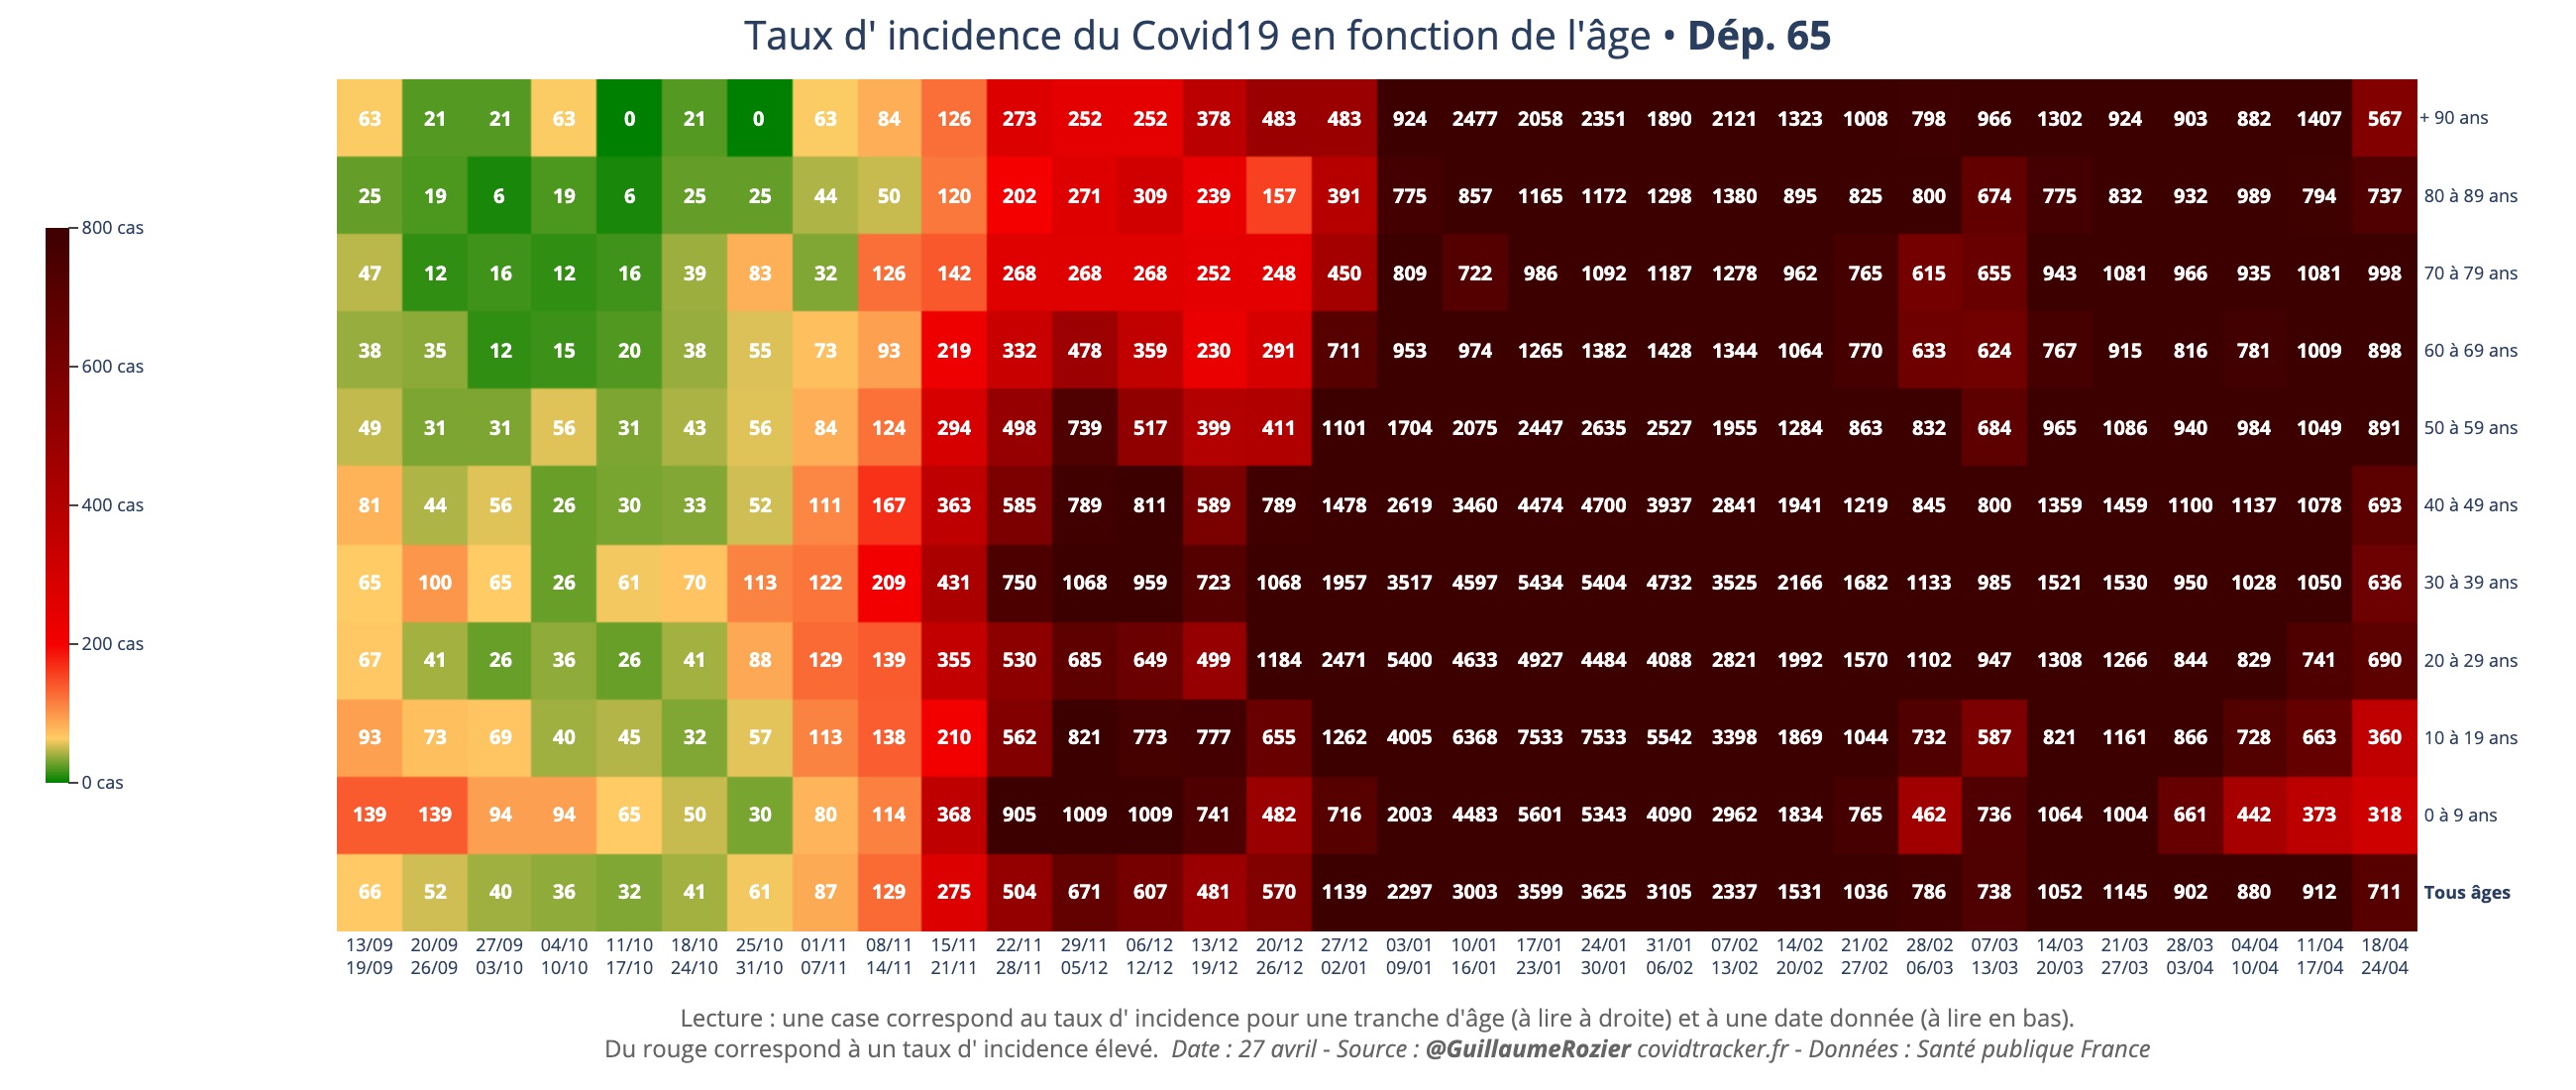 Taux d' incidence du Covid19 en fonction de l'âge • Dép. 65
63 21 21 63 0 21 0 63 84 126 273 252 252 378 483 483 924 2477 2058 2351 1890 2121 1323 1008 798 966 1302 924 903 882 1407 567 + 90 ans
25 19 6 19 6 25 25 44 50 120 202 271 309 239 157 391 775 857 1165 1172 1298 1380 895 825 800 674 775 832 932 989 794 737 80 à 89 ans
800 cas
47 12 16 12 16 39 83 32 126 142 268 268 268 252 248 450 809 722 986 1092 1187 1278 962 765 615 655 943 1081 966 935 1081 998 70 à 79 ans
38 35 12 15 20 38 55 73 93 219 332 478 359 230 291 711 953 974 1265 1382 1428 1344 1064 770 633 624 767 915 816 781 1009 898 60 à 69 ans
600 cas
49 31 31 56 31 43 56 84 124 294 498 739 517 399 411 1101 1704 2075 2447 2635 2527 1955 1284 863 832 684 965 1086 940 984 1049 891 50 à 59 ans
400 cas
81 44 56 26 30 33 52 111 167 363 585 789 811 589 789 1478 2619 3460 4474 4700 3937 2841 1941 1219 845 800 1359 1459 1100 1137 1078 693 40 à 49 ans
65 100 65 26 61 70 113 122 209 431 750 1068 959 723 1068 1957 3517 4597 5434 5404 4732 3525 2166 1682 1133 985 1521 1530 950 1028 1050 636 30 à 39 ans
200 cas
67 41 26 36 26 41 88 129 139 355 530 685 649 499 1184 2471 5400 4633 4927 4484 4088 2821 1992 1570 1102 947 1308 1266 844 829 741 690 20 à 29 ans
93 73 69 40 45 32 57 113 138 210 562 821 773 777 655 1262 4005 6368 7533 7533 5542 3398 1869 1044 732 587 821 1161 866 728 663 360 10 à 19 ans
0 cas
139 139 94 94 65 50 30 80 114 368 905 1009 1009 741 482 716 2003 4483 5601 5343 4090 2962 1834 765 462 736 1064 1004 661 442 373 318 0 à 9 ans
66 52 40 36 32 41 61 87 129 275 504 671 607 481 570 1139 2297 3003 3599 3625 3105 2337 1531 1036 786 738 1052 1145 902 880 912 711 Tous âges
13/09 20/09 27/09 04/10 11/10 18/10 25/10 01/11 08/11 15/11 22/11 29/11 06/12 13/12 20/12 27/12 03/01 10/01 17/01 24/01 31/01 07/02 14/02 21/02 28/02 07/03 14/03 21/03 28/03 04/04 11/04 18/04
19/09 26/09 03/10 10/10 17/10 24/10 31/10 07/11 14/11 21/11 28/11 05/12 12/12 19/12 26/12 02/01 09/01 16/01 23/01 30/01 06/02 13/02 20/02 27/02 06/03 13/03 20/03 27/03 03/04 10/04 17/04 24/04
Lecture : une case correspond au taux d' incidence pour une tranche d'âge (à lire à droite) et à une date donnée (à lire en bas).
Du rouge correspond à un taux d' incidence élevé. Date : 27 avril - Source : @GuillaumeRozier covidtracker.fr - Données : Santé publique France